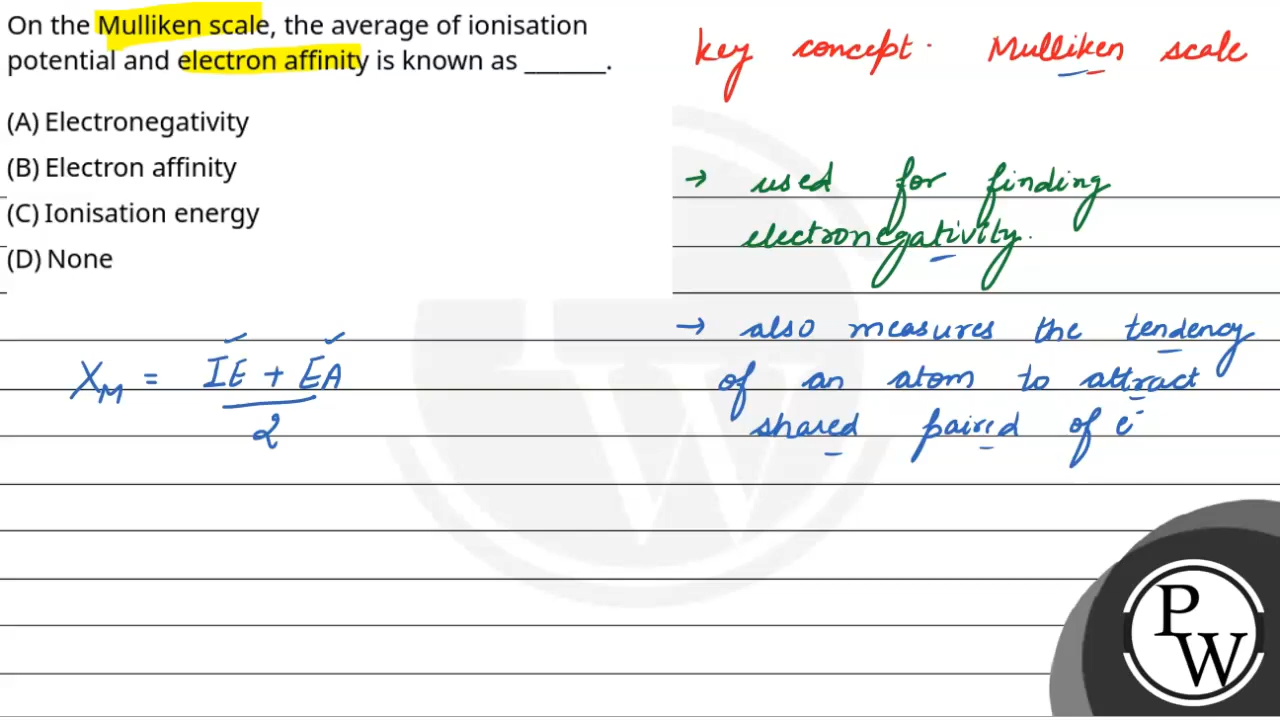 On the Mulliken scale, the average of ionisation
potential and electron affinity is known as ______.
(A) Electronegativity
(B) Electron affinity
(C) Ionisation energy
(D) None
X_M = IE + EA
2
key concept. Mulliken scale
→ used for finding
electronegativity.
→ also measures the tendency
of an atom to attract
shared paired of e⁻
P
W